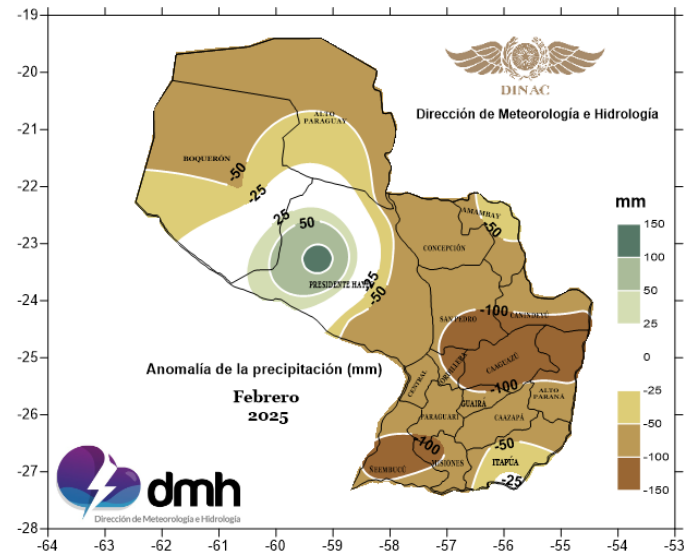 -19
-20
-21
-22
-23
-24
-25
-26
-27
-28
-64
-63
-62
-61
-60
-59
-58
-57
-56
-55
-54
-53
DINAC
Dirección de Meteorología e Hidrología
ALTO
PARAGUAY
BOQUERÓN
-50
-25
25
50
PRESIDENTE HAY
-25
-50
AMAMBAY
-50
CONCEPCIÓN
SAN PEDRO
-100
CANINDEYÚ
CAAGUAZÚ
CENTRAL
-100
ALTO
PARANÁ
GUAIRÁ
PARAGUARÍ
CAAZAPÁ
-100
-50
ÑEEMBUCÚ
MISIONES
ITAPÚA
-25
mm
150
100
50
25
0
-25
-50
-100
-150
Anomalía de la precipitación (mm)
Febrero
2025
dmh
Dirección de Meteorología e Hidrología